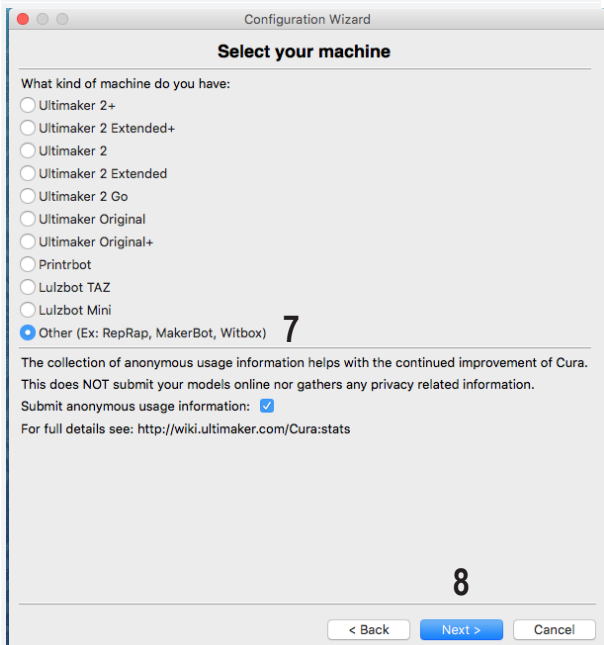 Configuration Wizard
Select your machine
What kind of machine do you have:
Ultimaker 2+
Ultimaker 2 Extended+
Ultimaker 2
Ultimaker 2 Extended
Ultimaker 2 Go
Ultimaker Original
Ultimaker Original+
Printrbot
Lulzbot TAZ
Lulzbot Mini
Other (Ex: RepRap, MakerBot, Witbox) 7
The collection of anonymous usage information helps with the continued improvement of Cura.
This does NOT submit your models online nor gathers any privacy related information.
Submit anonymous usage information:
For full details see: http://wiki.ultimaker.com/Cura:stats
8
< Back Next > Cancel